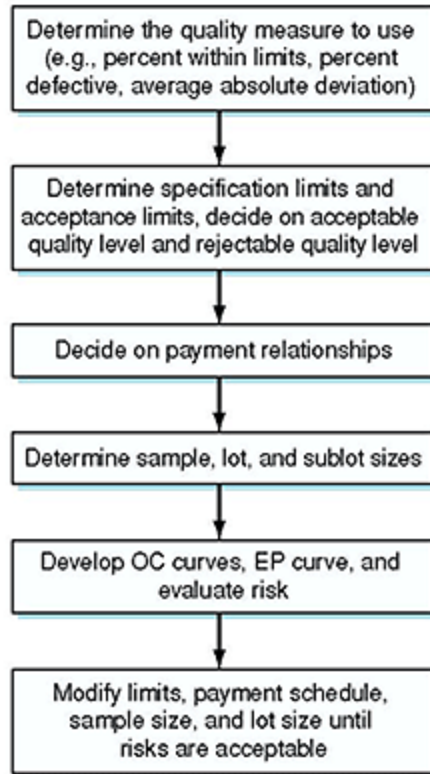 Determine the quality measure to use
(e.g., percent within limits, percent
defective, average absolute deviation)
Determine specification limits and
acceptance limits, decide on acceptable
quality level and rejectable quality level
Decide on payment relationships
Determine sample, lot, and sublot sizes
Develop OC curves, EP curve, and
evaluate risk
Modify limits, payment schedule,
sample size, and lot size until
risks are acceptable